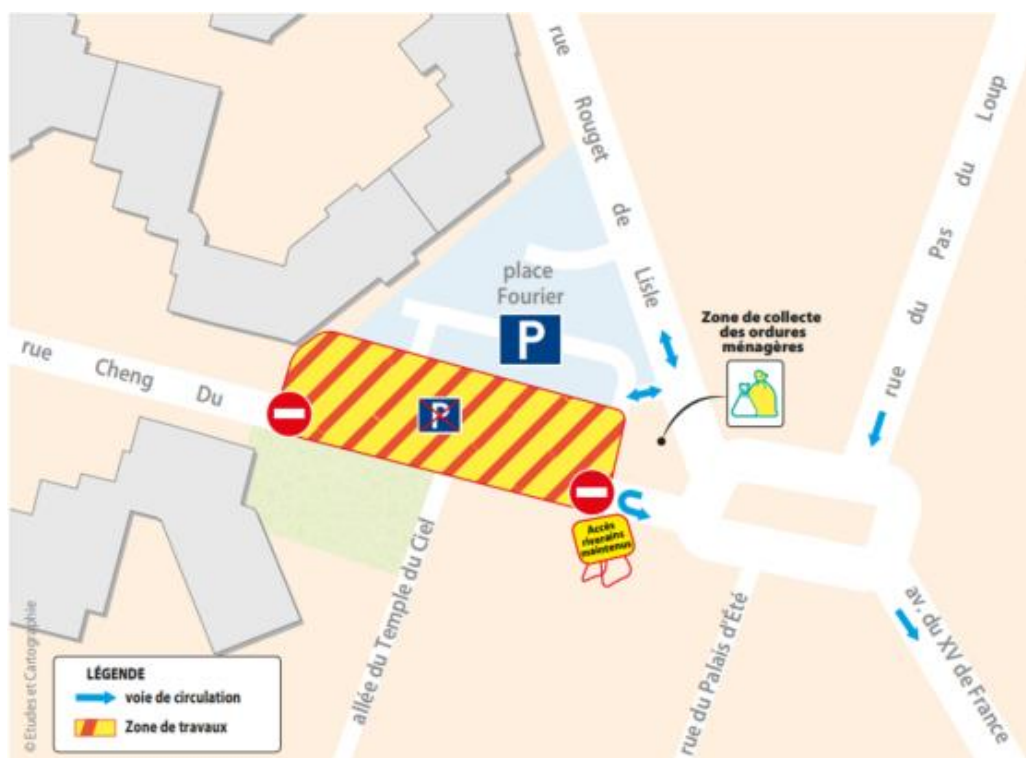 rue Rouget de Lisle
rue du Pas du Loup
place
Fourier
P
Zone de collecte
des ordures
ménagères
rue Cheng Du
P
Accès
riverains
maintenus
allée du Temple du Ciel
rue du Palais d'Été
av. du XV de France
© Etudes et Cartographie
LÉGENDE
voie de circulation
Zone de travaux